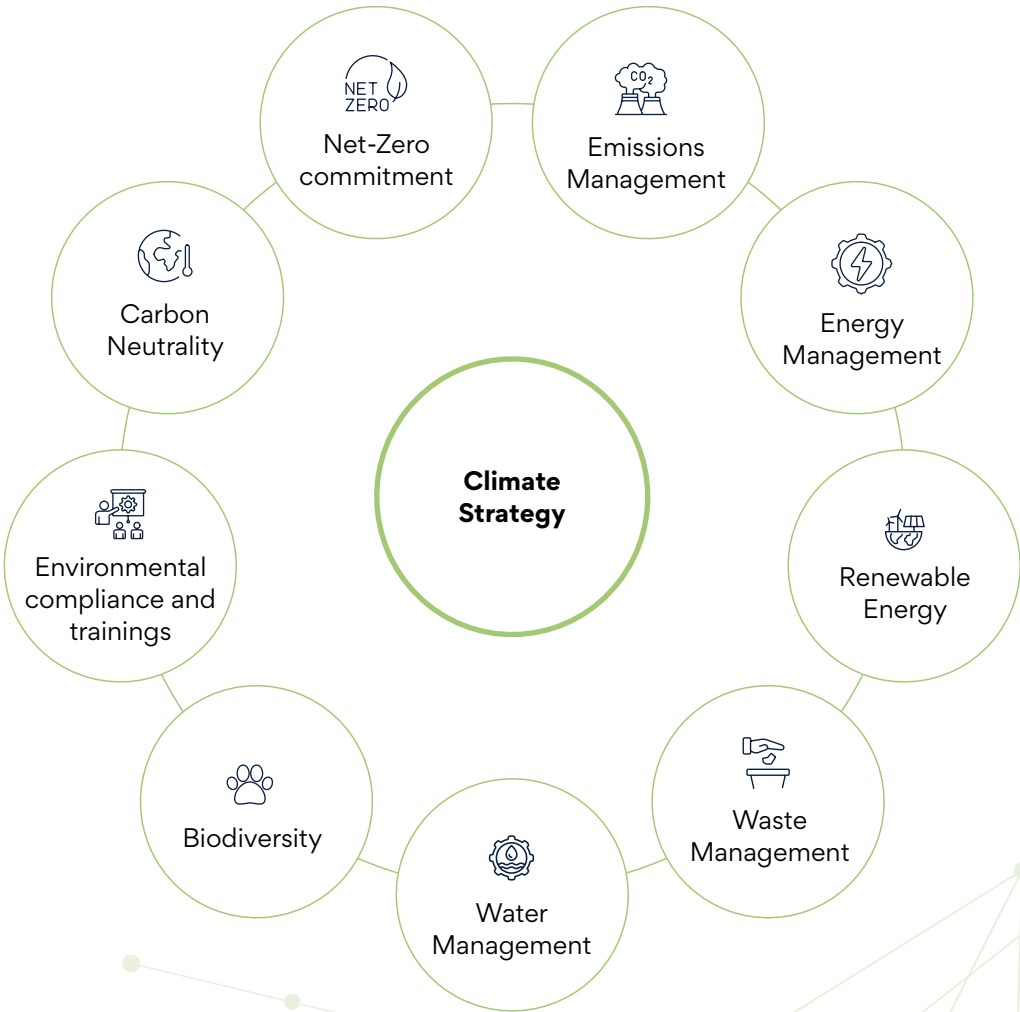 NET
ZERO
Net-Zero
commitment
CO2
Emissions
Management
Energy
Management
Renewable
Energy
Waste
Management
Water
Management
Biodiversity
Environmental
compliance and
trainings
Carbon
Neutrality
Climate
Strategy